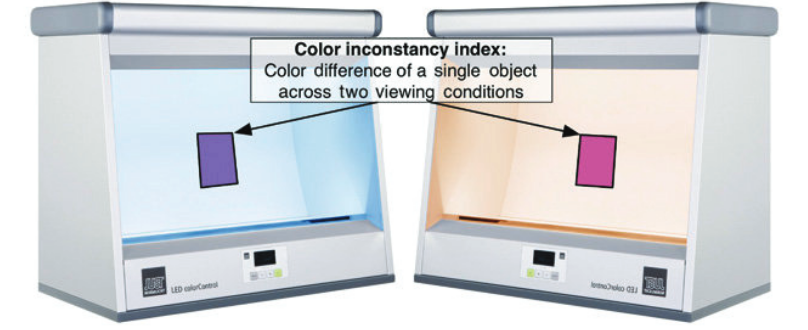 Color inconstancy index:
Color difference of a single object
across two viewing conditions
LED colorControl
LED colorControl